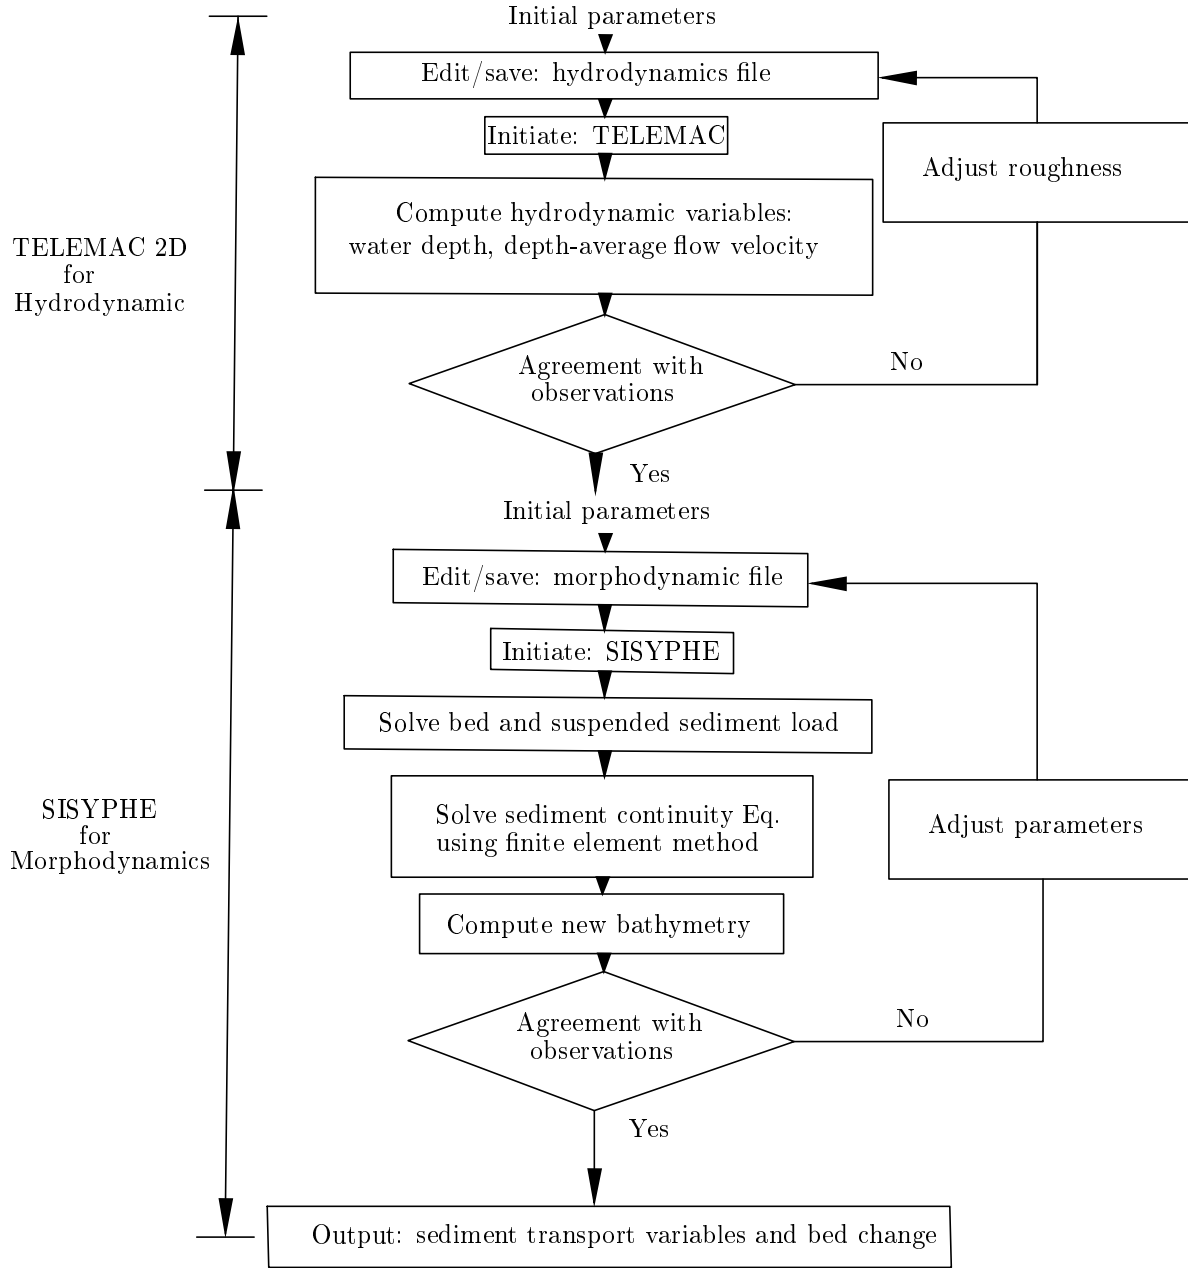 Initial parameters
Edit/save: hydrodynamics file
Initiate: TELEMAC
Adjust roughness
Compute hydrodynamic variables:
water depth, depth-average flow velocity
TELEMAC 2D
for
Hydrodynamic
Agreement with
observations
No
Yes
Initial parameters
Edit/save: morphodynamic file
Initiate: SISYPHE
Solve bed and suspended sediment load
SISYPHE
for
Morphodynamics
Solve sediment continuity Eq.
using finite element method
Adjust parameters
Compute new bathymetry
Agreement with
observations
No
Yes
Output: sediment transport variables and bed change